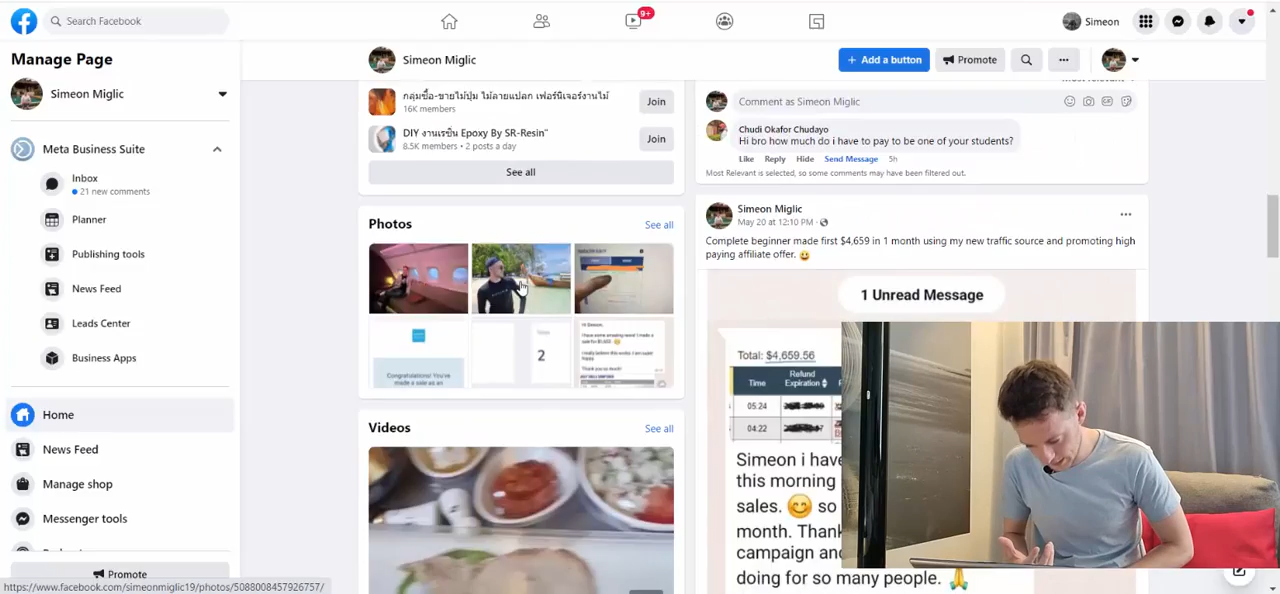 Search Facebook
9+
Simeon
Manage Page
Simeon Miglic
Meta Business Suite
Inbox
21 new comments
Planner
Publishing tools
News Feed
Leads Center
Business Apps
Home
News Feed
Manage shop
Messenger tools
Promote
https://www.facebook.com/simeonmiglic19/photos/5088008457926757/
Simeon Miglic
+ Add a button
Promote
กลุ่มซื้อ-ขายไม้ปุ่ม ไม้ลายแปลก เฟอร์นิเจอร์งานไม้
16K members
Join
DIY งานเรซิ่น Epoxy By SR-Resin"
8.5K members • 2 posts a day
Join
See all
Photos
See all
Congratulations! You've
made a sale as an
2
Videos
See all
Comment as Simeon Miglic
Chudi Okafor Chudayo
Hi bro how much do i have to pay to be one of your students?
Like Reply Hide Send Message 5h
Most Relevant is selected, so some comments may have been filtered out.
Simeon Miglic
May 20 at 12:10 PM
Complete beginner made first $4,659 in 1 month using my new traffic source and promoting high
paying affiliate offer. 😃
1 Unread Message
Total: $4,659.56
Time
Refund
Expiration
05:24
04:22
Simeon i have
this morning
sales. 😊 so
month. Thank
campaign and
doing for so many people. 🙏